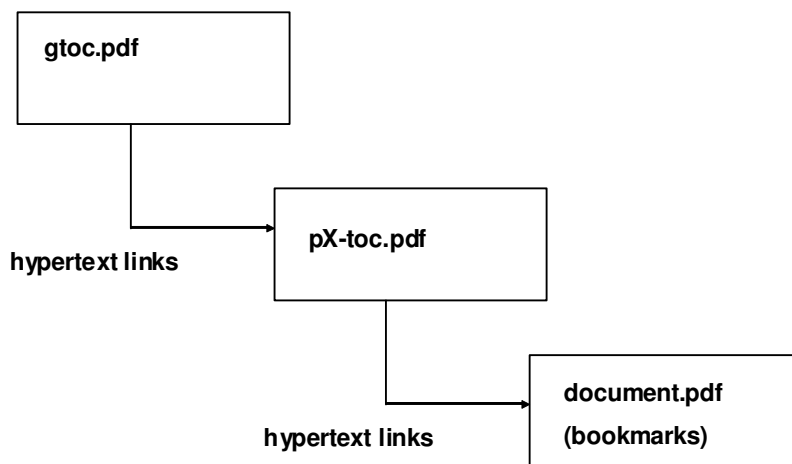 gtoc.pdf
pX-toc.pdf
hypertext links
document.pdf
(bookmarks)
hypertext links